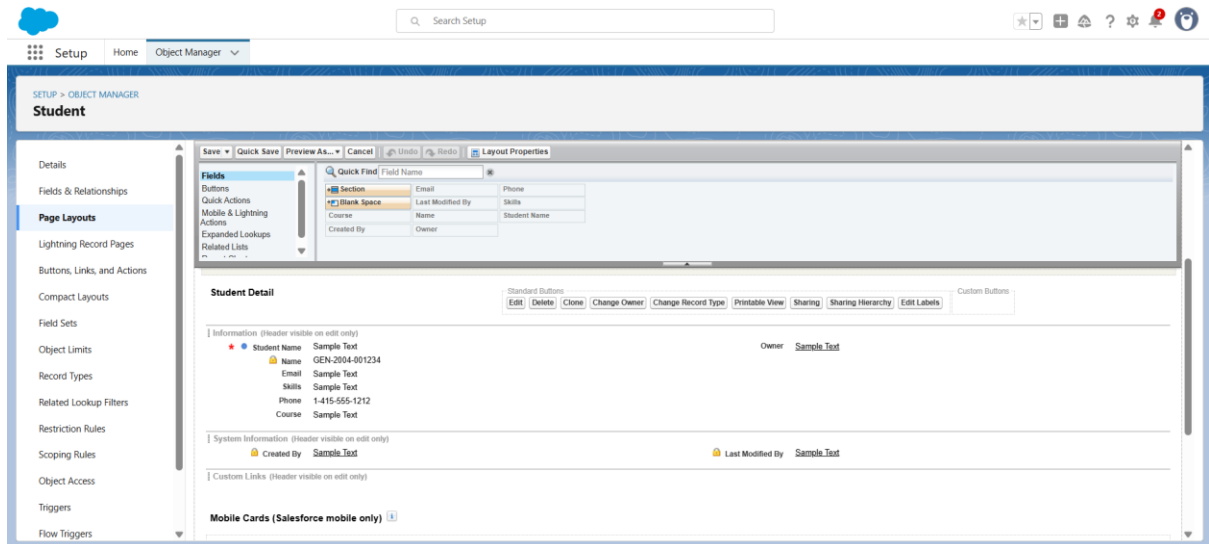 Search Setup
2
Setup Home Object Manager
SETUP > OBJECT MANAGER
Student
Details
Fields & Relationships
Page Layouts
Lightning Record Pages
Buttons, Links, and Actions
Compact Layouts
Field Sets
Object Limits
Record Types
Related Lookup Filters
Restriction Rules
Scoping Rules
Object Access
Triggers
Flow Triggers
Save Quick Save Preview As... Cancel Undo Redo Layout Properties
Fields
Buttons
Quick Actions
Mobile & Lightning
Actions
Expanded Lookups
Related Lists
Quick Find Field Name
Section Email Phone
Blank Space Last Modified By Skills
Course Name Student Name
Created By Owner
Student Detail
Standard Buttons
Edit Delete Clone Change Owner Change Record Type Printable View Sharing Sharing Hierarchy Edit Labels
Custom Buttons
Information (Header visible on edit only)
* Student Name Sample Text Owner Sample Text
Name GEN-2004-001234
Email Sample Text
Skills Sample Text
Phone 1-415-555-1212
Course Sample Text
System Information (Header visible on edit only)
Created By Sample Text Last Modified By Sample Text
Custom Links (Header visible on edit only)
Mobile Cards (Salesforce mobile only) i